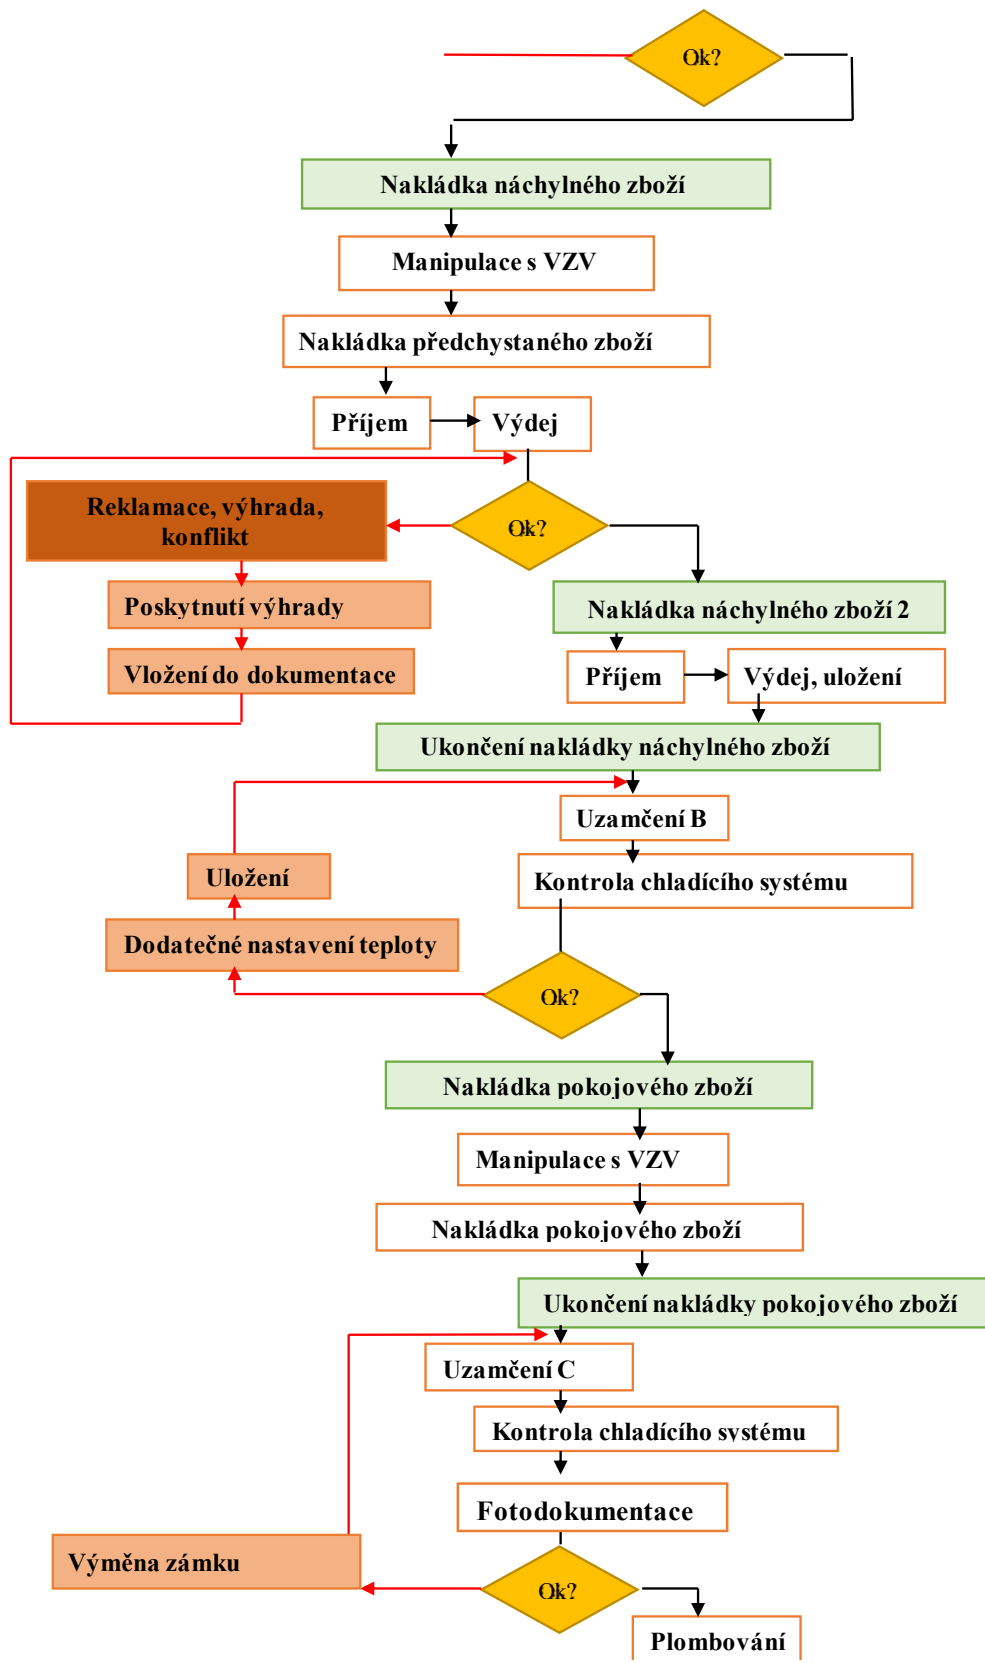 Ok?
Nakládka náchylného zboží
Manipulace s VZV
Nakládka předchystaného zboží
Příjem
Výdej
Reklamace, výhrada,
konflikt
Ok?
Poskytnutí výhrady
Nakládka náchylného zboží 2
Vložení do dokumentace
Příjem
Výdej, uložení
Ukončení nakládky náchylného zboží
Uzamčení B
Uložení
Kontrola chladícího systému
Dodatečné nastavení teploty
Ok?
Nakládka pokojového zboží
Manipulace s VZV
Nakládka pokojového zboží
Ukončení nakládky pokojového zboží
Uzamčení C
Kontrola chladícího systému
Fotodokumentace
Výměna zámku
Ok?
Plombování